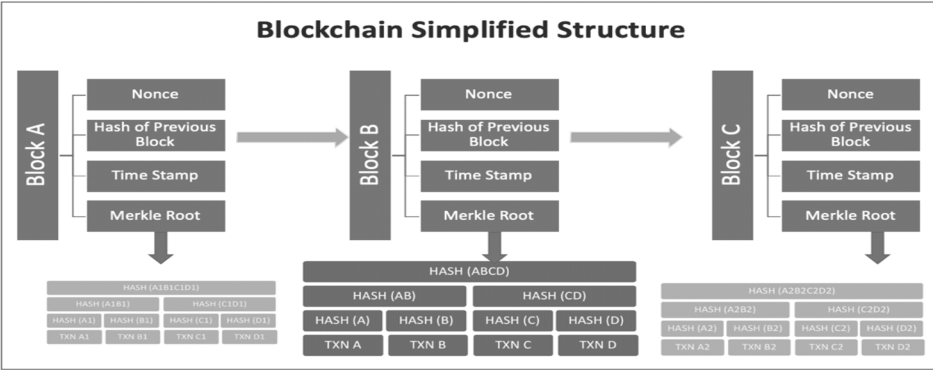 Blockchain Simplified Structure
Block A
Nonce
Hash of Previous
Block
Time Stamp
Merkle Root
HASH (A1B1C1D1)
HASH (A1B1) HASH (C1D1)
HASH (A1) HASH (B1) HASH (C1) HASH (D1)
TXN A1 TXN B1 TXN C1 TXN D1
Block B
Nonce
Hash of Previous
Block
Time Stamp
Merkle Root
HASH (ABCD)
HASH (AB) HASH (CD)
HASH (A) HASH (B) HASH (C) HASH (D)
TXN A TXN B TXN C TXN D
Block C
Nonce
Hash of Previous
Block
Time Stamp
Merkle Root
HASH (A2B2C2D2)
HASH (A2B2) HASH (C2D2)
HASH (A2) HASH (B2) HASH (C2) HASH (D2)
TXN A2 TXN B2 TXN C2 TXN D2